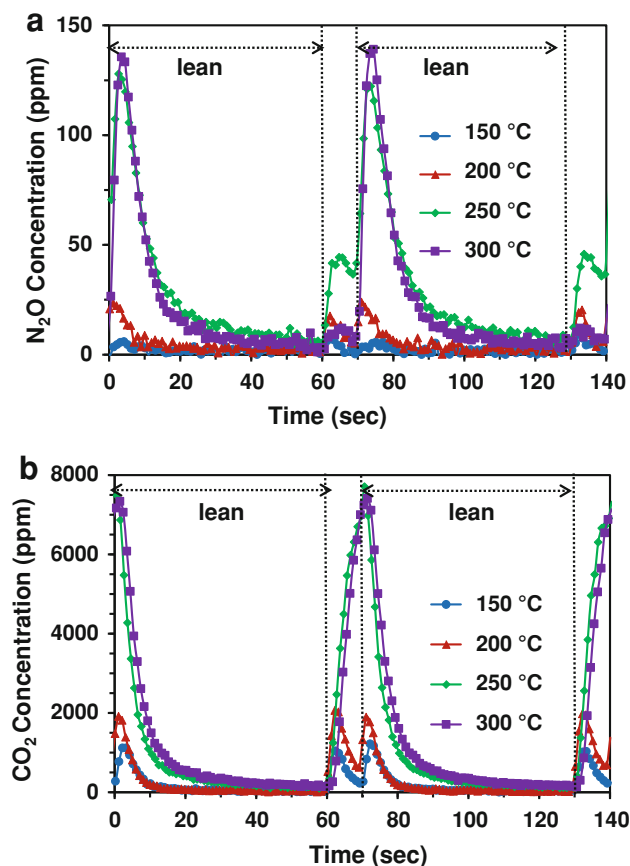 a
N₂O Concentration (ppm)
150
100
50
0
lean
lean
150 °C
200 °C
250 °C
300 °C
0 20 40 60 80 100 120 140
Time (sec)
b
CO₂ Concentration (ppm)
8000
6000
4000
2000
0
lean
lean
150 °C
200 °C
250 °C
300 °C
0 20 40 60 80 100 120 140
Time (sec)